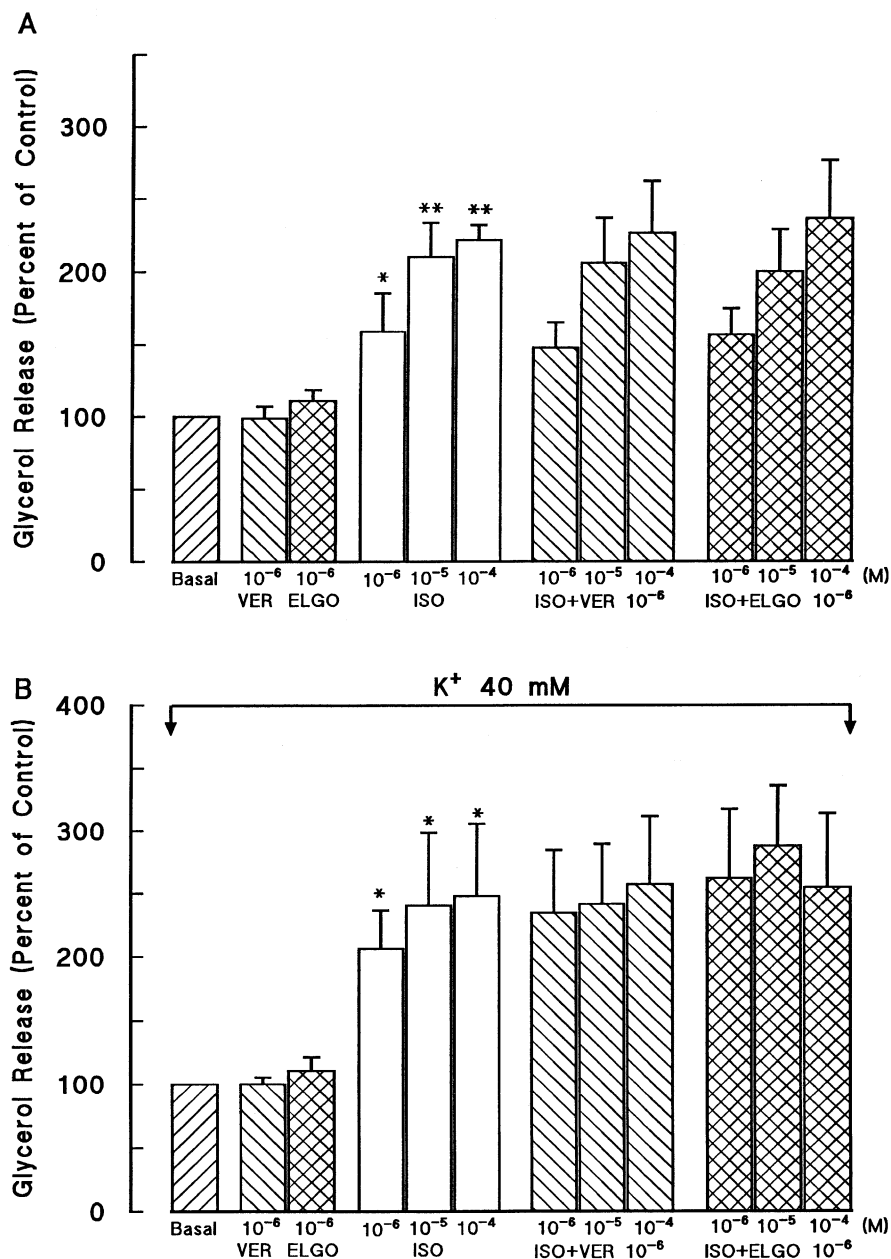 A
Glycerol Release (Percent of Control)
300
200
100
0
* ** **
Basal 10⁻⁶ 10⁻⁶ 10⁻⁶ 10⁻⁵ 10⁻⁴ 10⁻⁶ 10⁻⁵ 10⁻⁴ 10⁻⁶ 10⁻⁵ 10⁻⁴ (M)
VER ELGO ISO ISO+VER 10⁻⁶ ISO+ELGO 10⁻⁶
B
K⁺ 40 mM
Glycerol Release (Percent of Control)
400
300
200
100
0
* * *
Basal 10⁻⁶ 10⁻⁶ 10⁻⁶ 10⁻⁵ 10⁻⁴ 10⁻⁶ 10⁻⁵ 10⁻⁴ 10⁻⁶ 10⁻⁵ 10⁻⁴ (M)
VER ELGO ISO ISO+VER 10⁻⁶ ISO+ELGO 10⁻⁶